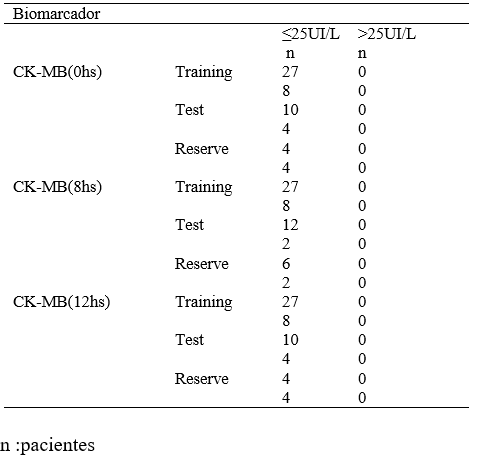 Biomarcador
≤25UI/L >25UI/L
n n
CK-MB(0hs) Training 27 0
8 0
Test 10 0
4 0
Reserve 4 0
4 0
CK-MB(8hs) Training 27 0
8 0
Test 12 0
2 0
Reserve 6 0
2 0
CK-MB(12hs) Training 27 0
8 0
Test 10 0
4 0
Reserve 4 0
4 0
n :pacientes